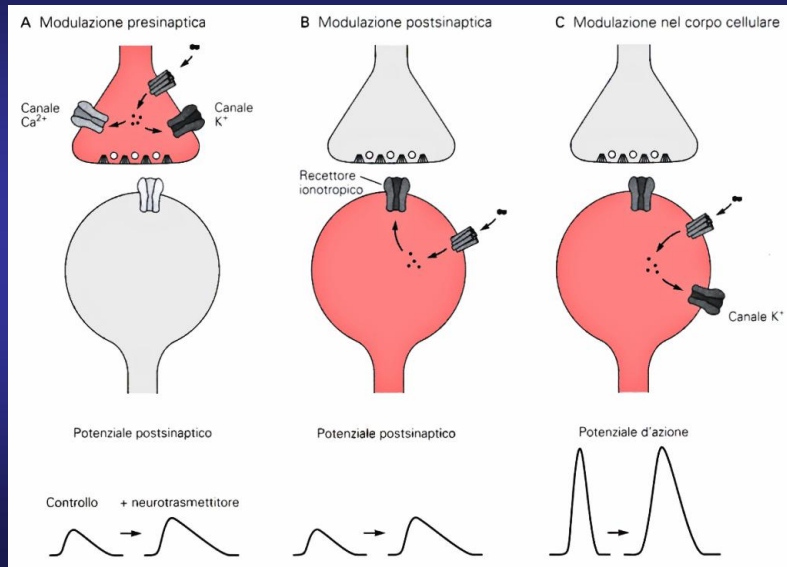 A Modulazione presinaptica
Canale
Ca²⁺
Canale
K⁺
Potenziale postsinaptico
Controllo
+ neurotrasmettitore
B Modulazione postsinaptica
Recettore
ionotropico
Potenziale postsinaptico
C Modulazione nel corpo cellulare
Canale K⁺
Potenziale d'azione